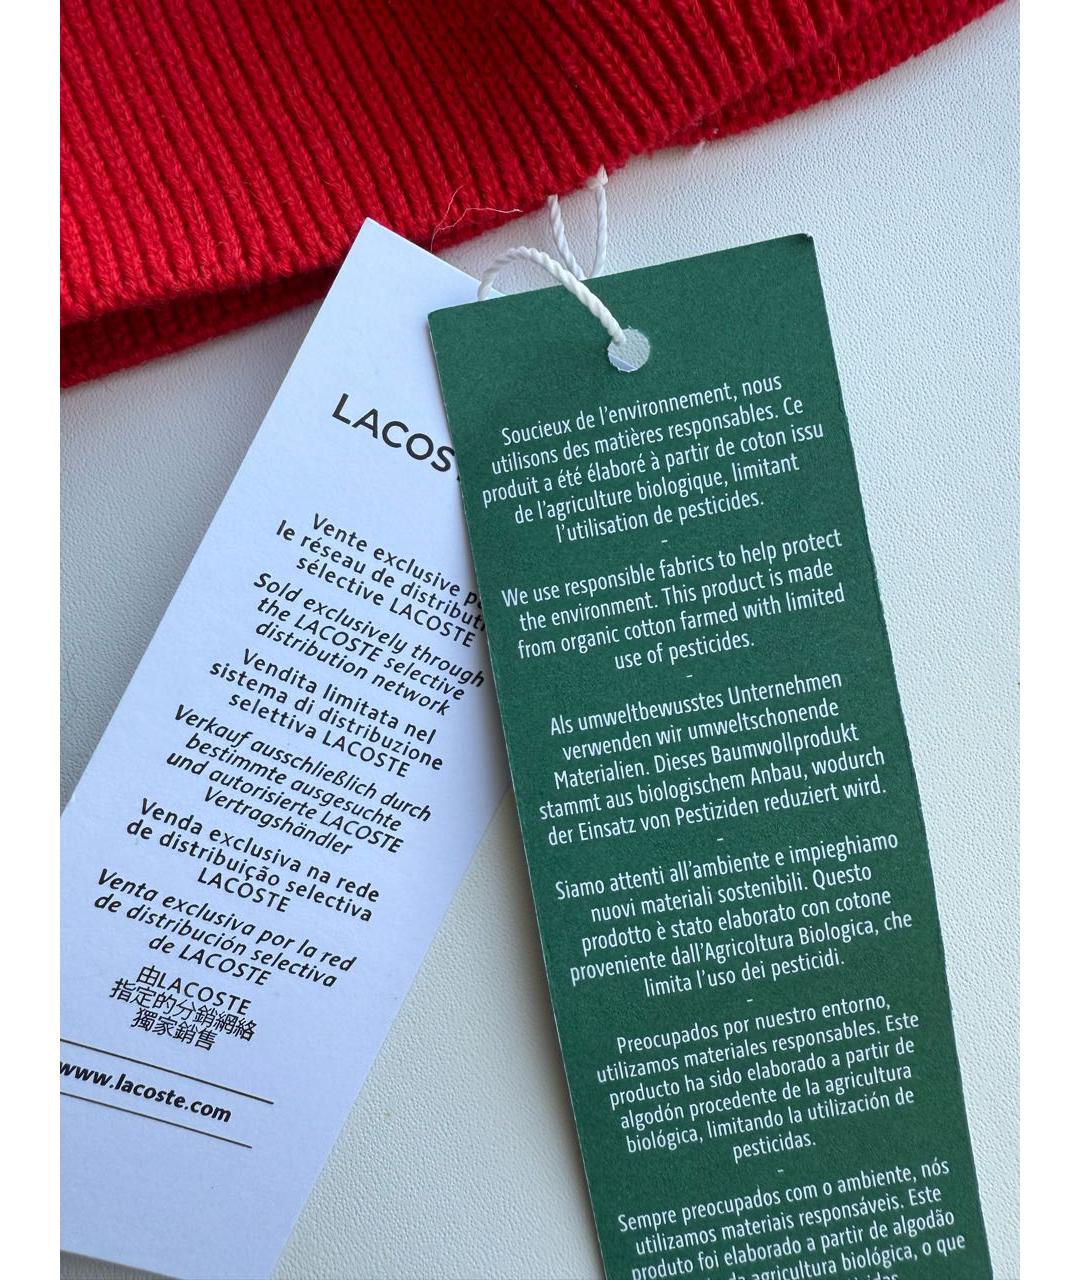 LACOS
Vente exclusive
le réseau de distribut
sélective LACOSTE
Sold exclusively through
the LACOSTE selective
distribution network
Vendita limitata nel
sistema di distribuzione
selettiva LACOSTE
Verkauf ausschließlich durch
bestimmte ausgesuchte
und autorisierte LACOSTE
Vertragshändler
Venda exclusiva na rede
de distribuição selectiva
LACOSTE
Venta exclusiva por la red
de distribución selectiva
de LACOSTE
由LACOSTE
指定的分銷網絡
獨家銷售
www.lacoste.com
Soucieux de l'environnement, nous
utilisons des matières responsables. Ce
produit a été élaboré à partir de coton issu
de l'agriculture biologique, limitant
l'utilisation de pesticides.
-
We use responsible fabrics to help protect
the environment. This product is made
from organic cotton farmed with limited
use of pesticides.
-
Als umweltbewusstes Unternehmen
verwenden wir umweltschonende
Materialien. Dieses Baumwollprodukt
stammt aus biologischem Anbau, wodurch
der Einsatz von Pestiziden reduziert wird.
-
Siamo attenti all'ambiente e impieghiamo
nuovi materiali sostenibili. Questo
prodotto è stato elaborato con cotone
proveniente dall'Agricoltura Biologica, che
limita l'uso dei pesticidi.
-
Preocupados por nuestro entorno,
utilizamos materiales responsables. Este
producto ha sido elaborado a partir de
algodón procedente de la agricultura
biológica, limitando la utilización de
pesticidas.
-
Sempre preocupados com o ambiente, nós
utilizamos materiais responsáveis. Este
produto foi elaborado a partir de algodão
da agricultura biológica, o que